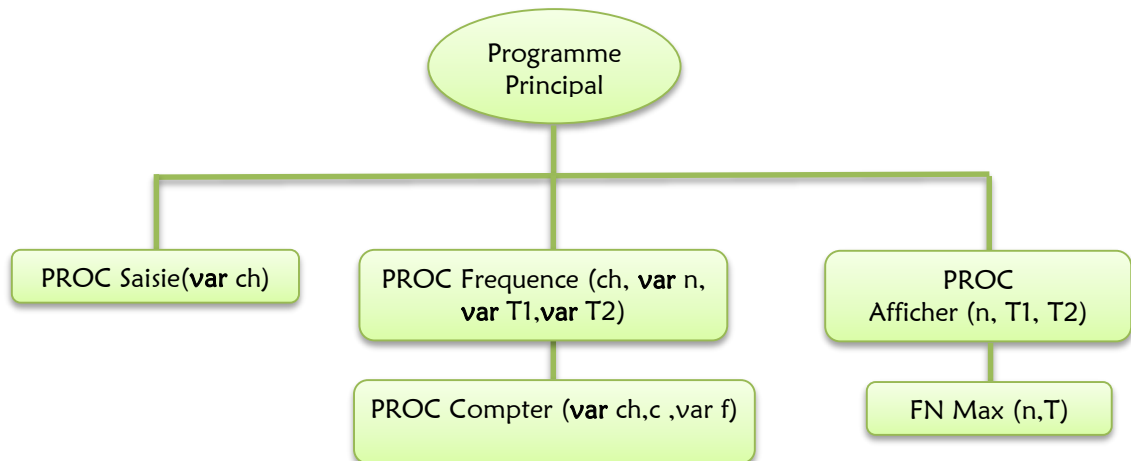 Programme
Principal
PROC Saisie(var ch)
PROC Frequence (ch, var n,
var T1,var T2)
PROC
Afficher (n, T1, T2)
PROC Compter (var ch,c ,var f)
FN Max (n,T)